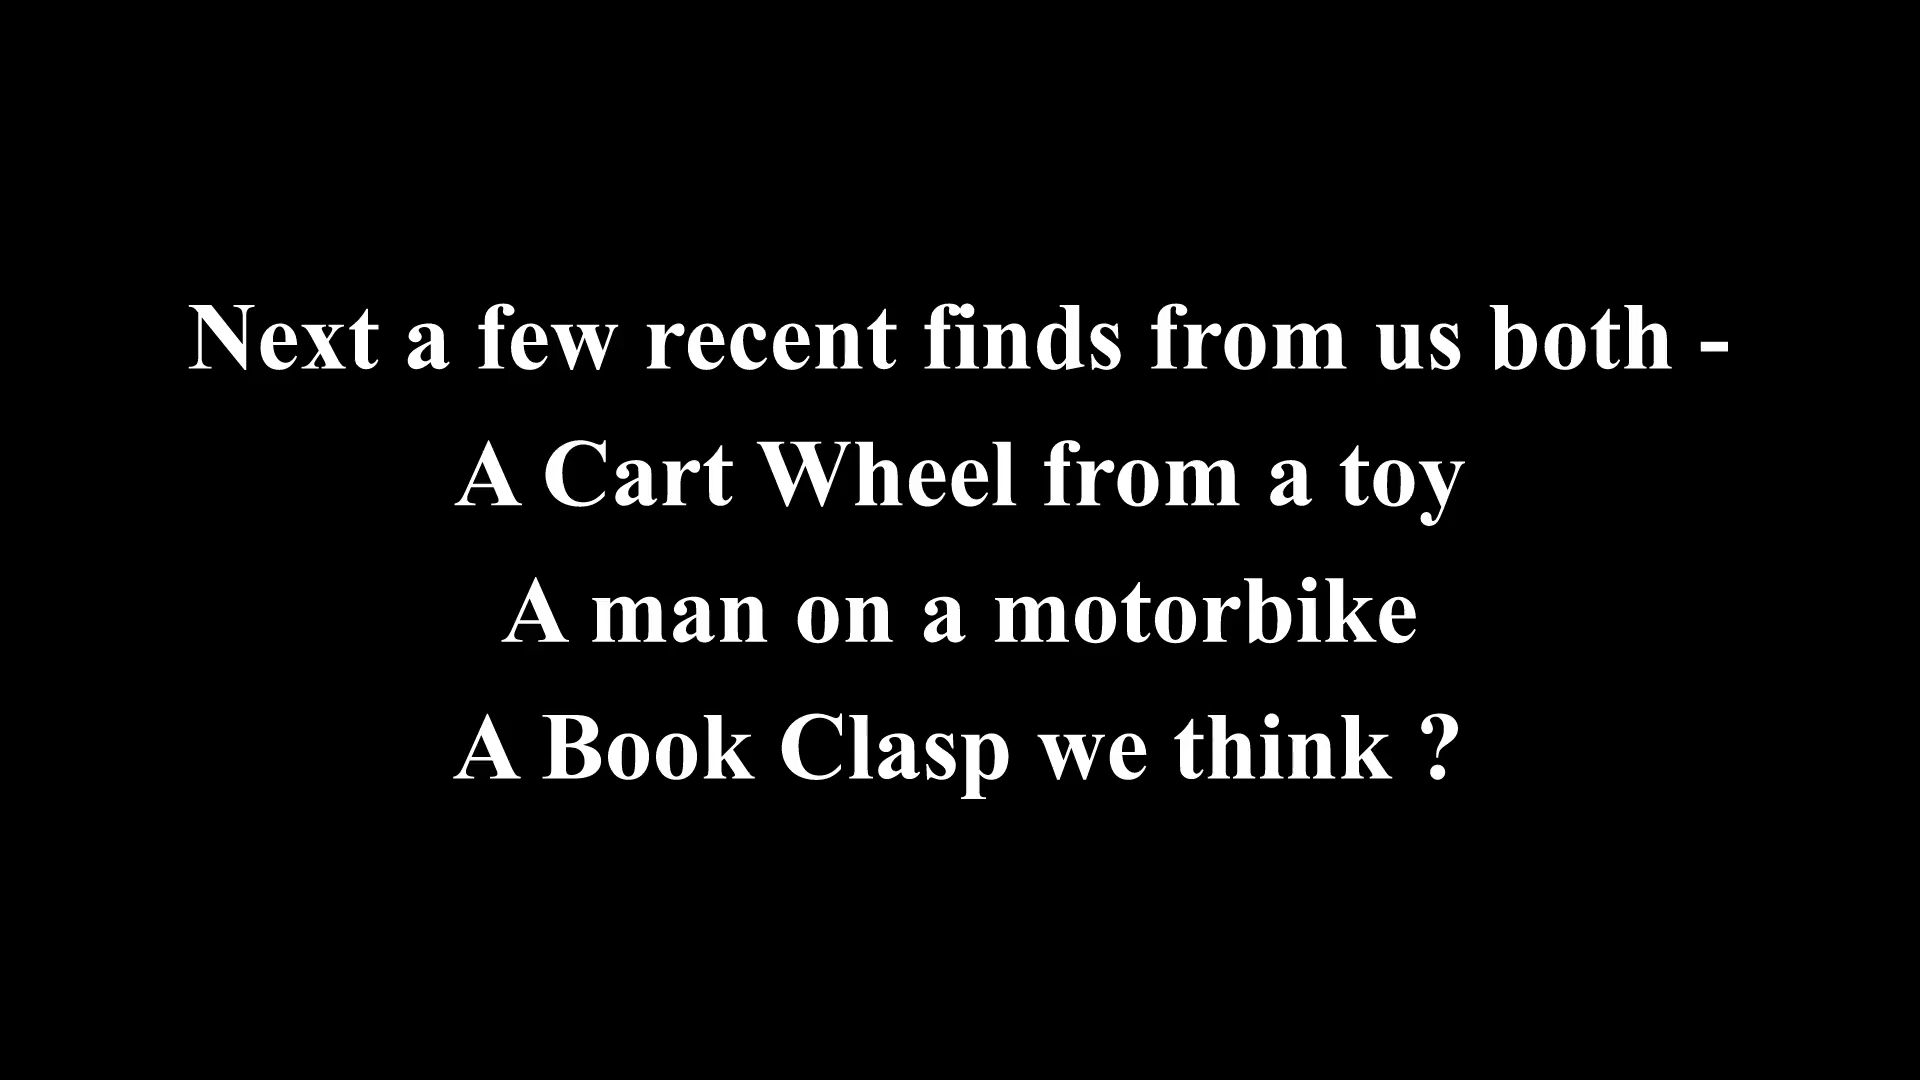 Next a few recent finds from us both -
A Cart Wheel from a toy
A man on a motorbike
A Book Clasp we think ?